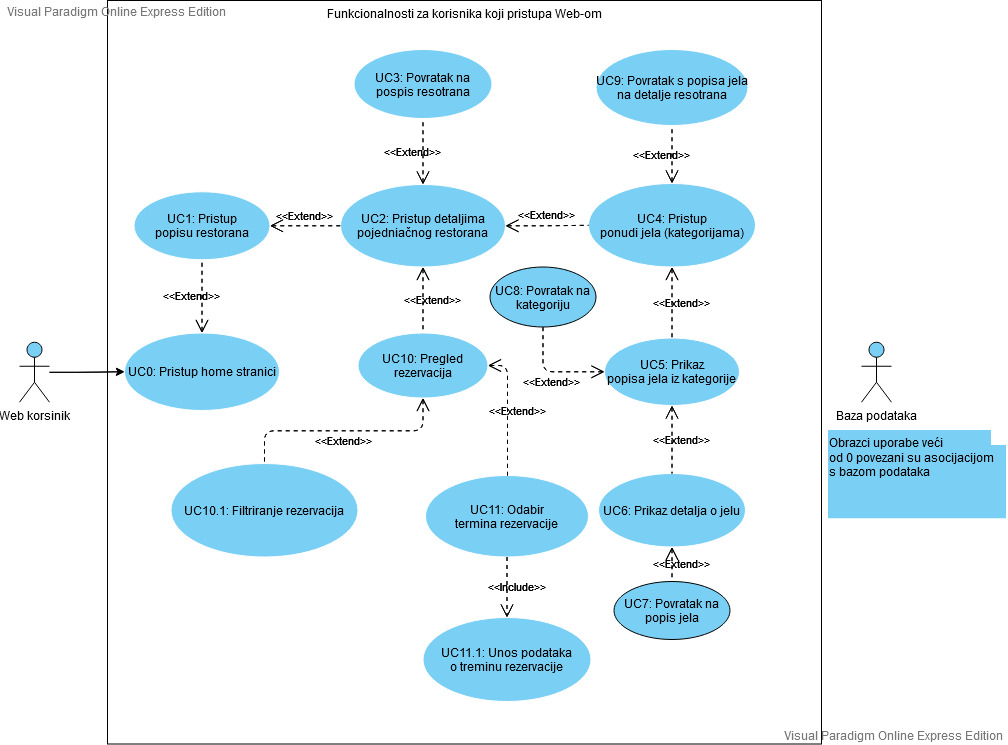 Visual Paradigm Online Express Edition
Funkcionalnosti za korisnika koji pristupa Web-om
UC3: Povratak na
pospis resotrana
UC9: Povratak s popisa jela
na detalje resotrana
<<Extend>>
<<Extend>>
UC1: Pristup
popisu restorana
<<Extend>>
UC2: Pristup detaljima
pojedniačnog restorana
<<Extend>>
UC4: Pristup
ponudi jela (kategorijama)
<<Extend>>
<<Extend>>
UC8: Povratak na
kategoriju
<<Extend>>
UC0: Pristup home stranici
UC10: Pregled
rezervacija
<<Extend>>
UC5: Prikaz
popisa jela iz kategorije
Web korsinik
Baza podataka
<<Extend>>
<<Extend>>
<<Extend>>
Obrazci uporabe veći
od 0 povezani su asocijacijom
s bazom podataka
UC10.1: Filtriranje rezervacija
UC11: Odabir
termina rezervacije
UC6: Prikaz detalja o jelu
<<Include>>
<<Extend>>
UC7: Povratak na
popis jela
UC11.1: Unos podataka
o treminu rezervacije
Visual Paradigm Online Express Edition